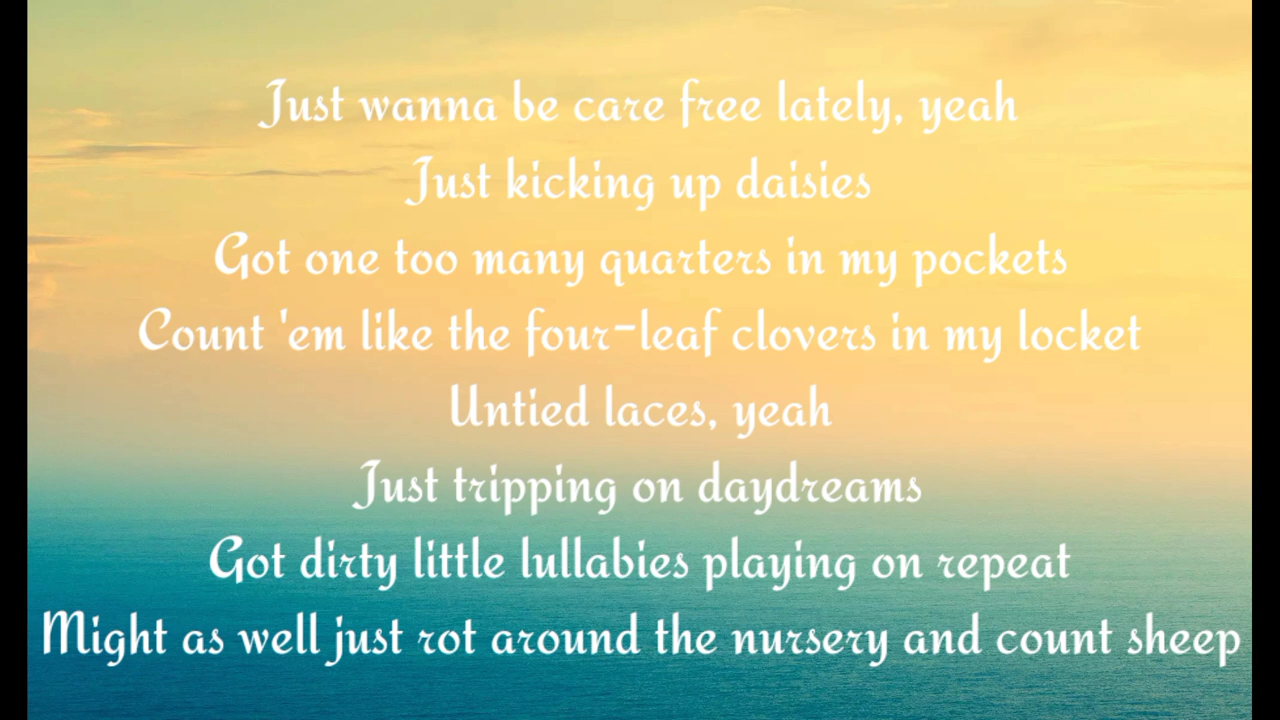 Just wanna be care free lately, yeah
Just kicking up daisies
Got one too many quarters in my pockets
Count 'em like the four-leaf clovers in my locket
Untied laces, yeah
Just tripping on daydreams
Got dirty little lullabies playing on repeat
Might as well just rot around the nursery and count sheep